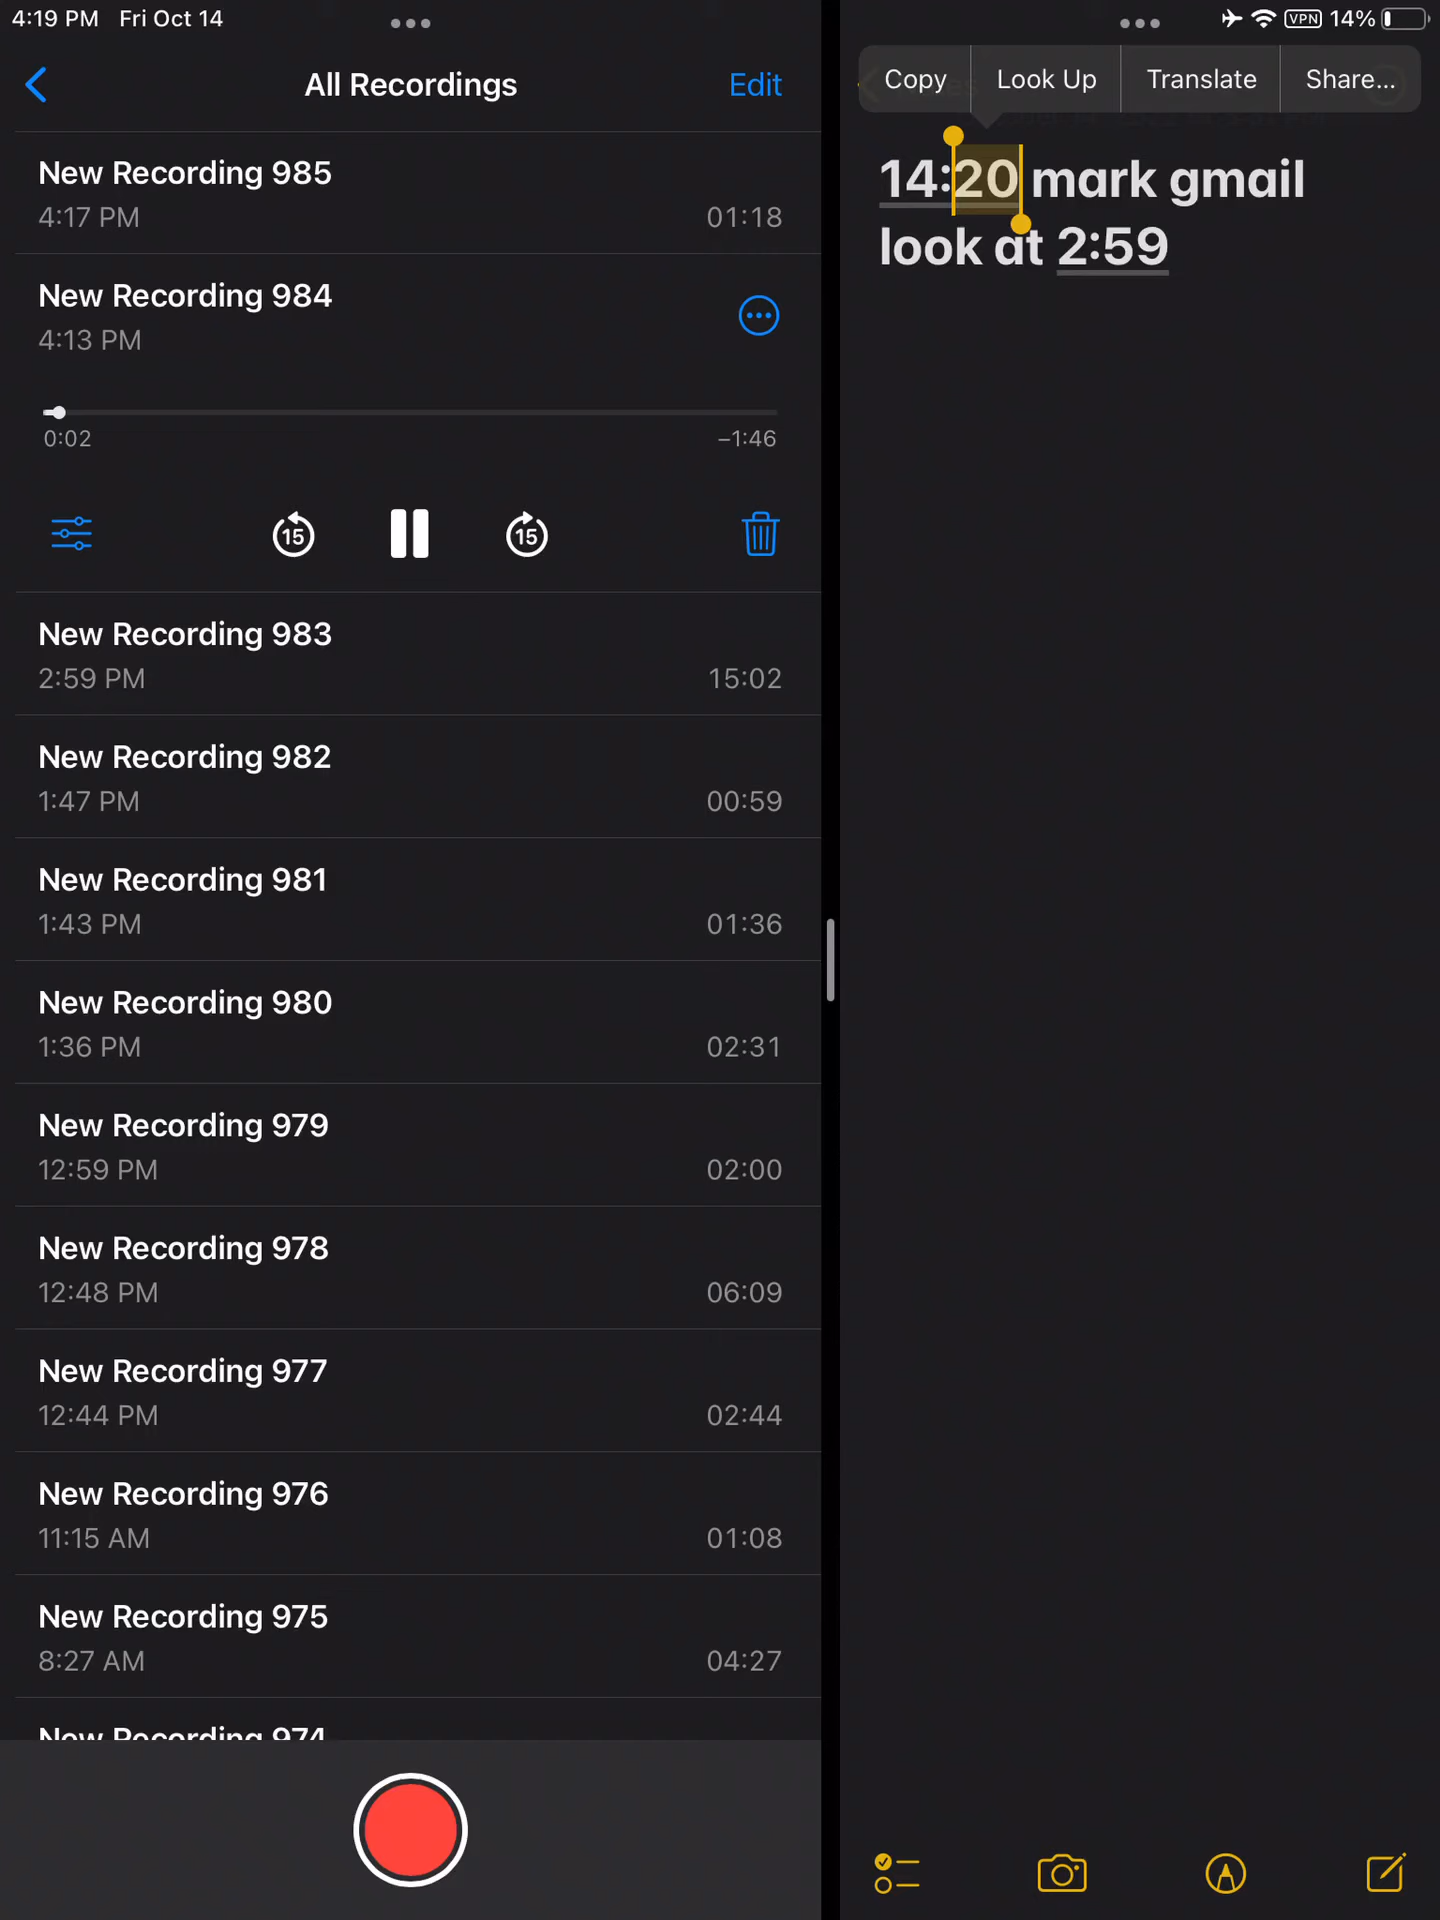 4:19 PM Fri Oct 14
VPN 14%
All Recordings
Edit
New Recording 985
4:17 PM
01:18
New Recording 984
4:13 PM
0:02
–1:46
15
15
New Recording 983
2:59 PM
15:02
New Recording 982
1:47 PM
00:59
New Recording 981
1:43 PM
01:36
New Recording 980
1:36 PM
02:31
New Recording 979
12:59 PM
02:00
New Recording 978
12:48 PM
06:09
New Recording 977
12:44 PM
02:44
New Recording 976
11:15 AM
01:08
New Recording 975
8:27 AM
04:27
New Recording 974
Copy
Look Up
Translate
Share...
14:20 mark gmail
look at 2:59